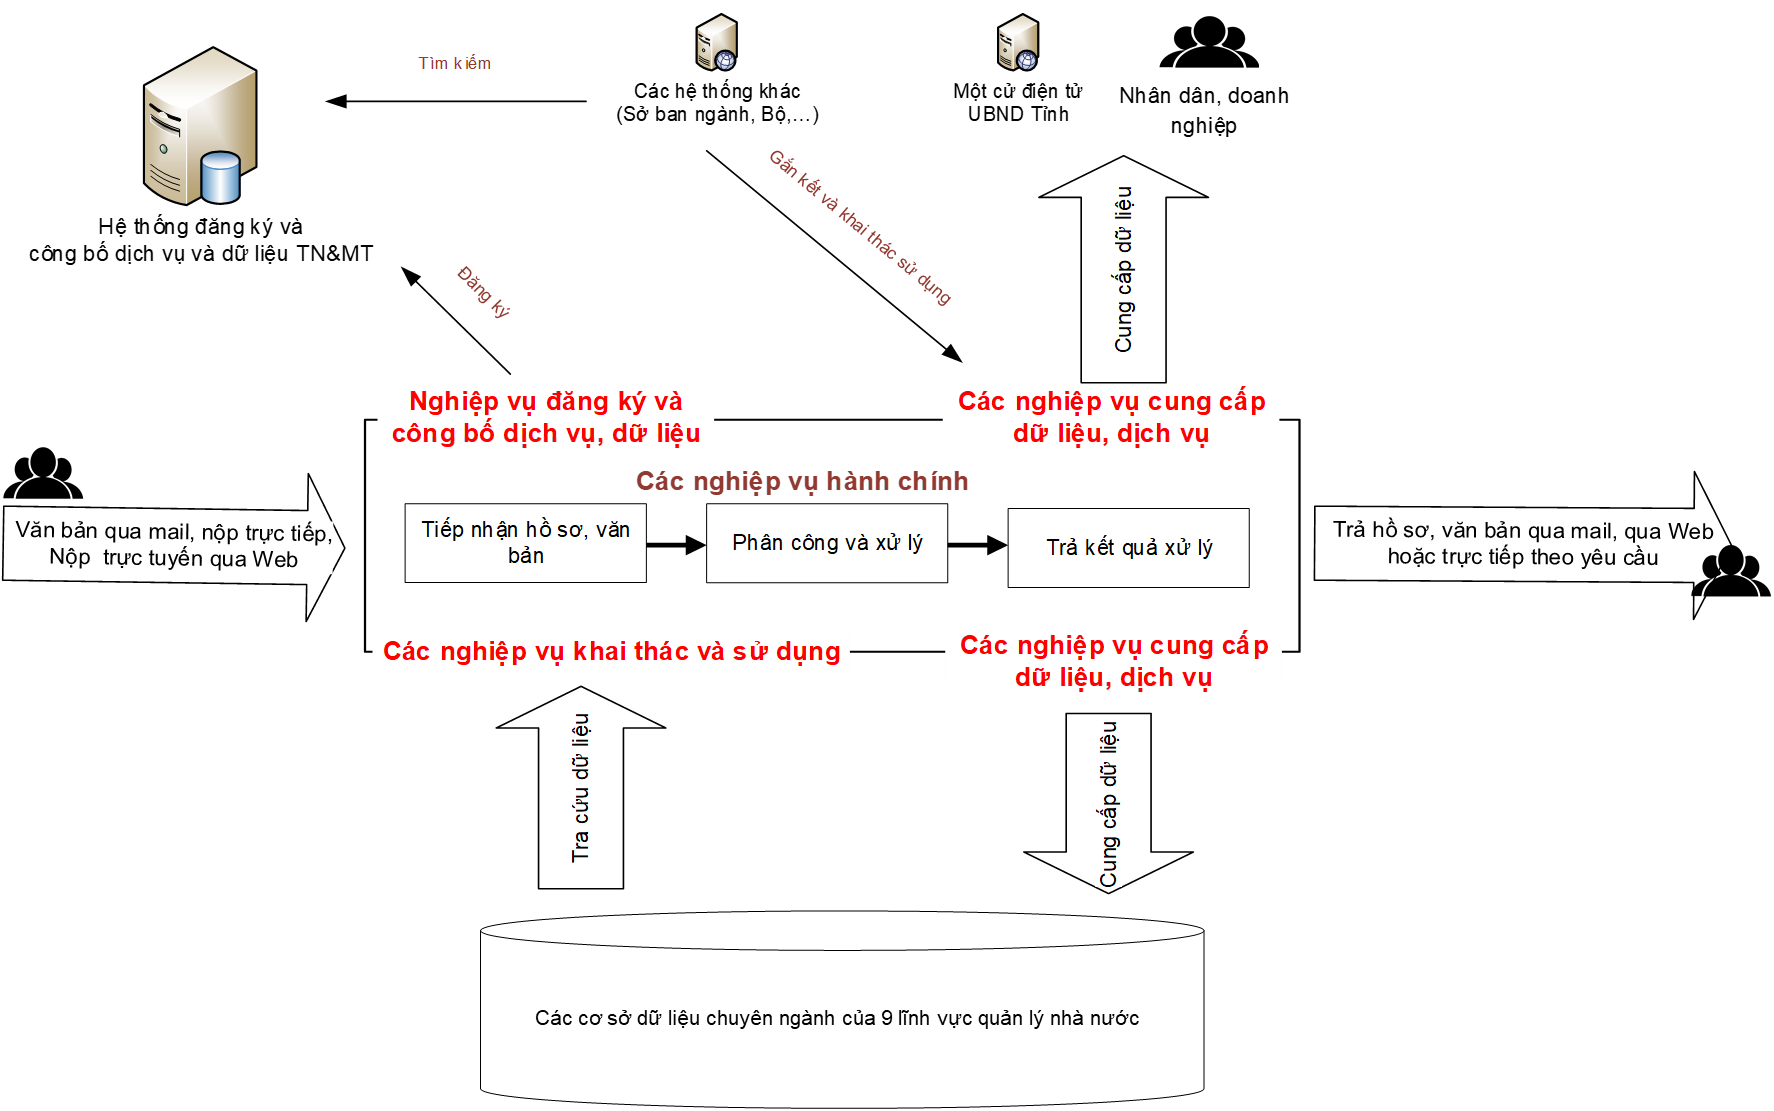 Tìm kiếm
Các hệ thống khác
(Sở ban ngành, Bộ,...)
Một cử điện tử
UBND Tỉnh
Nhân dân, doanh
nghiệp
Hệ thống đăng ký và
công bố dịch vụ và dữ liệu TN&MT
Gắn kết và khai thác sử dụng
Cung cấp dữ liệu
Đăng ký
Nghiệp vụ đăng ký và
công bố dịch vụ, dữ liệu
Các nghiệp vụ cung cấp
dữ liệu, dịch vụ
Các nghiệp vụ hành chính
Văn bản qua mail, nộp trực tiếp,
Nộp  trực tuyến qua Web
Tiếp nhận hồ sơ, văn
bản
Phân công và xử lý
Trả kết quả xử lý
Trả hồ sơ, văn bản qua mail, qua Web
hoặc trực tiếp theo yêu cầu
Các nghiệp vụ khai thác và sử dụng
Các nghiệp vụ cung cấp
dữ liệu, dịch vụ
Tra cứu dữ liệu
Cung cấp dữ liệu
Các cơ sở dữ liệu chuyên ngành của 9 lĩnh vực quản lý nhà nước